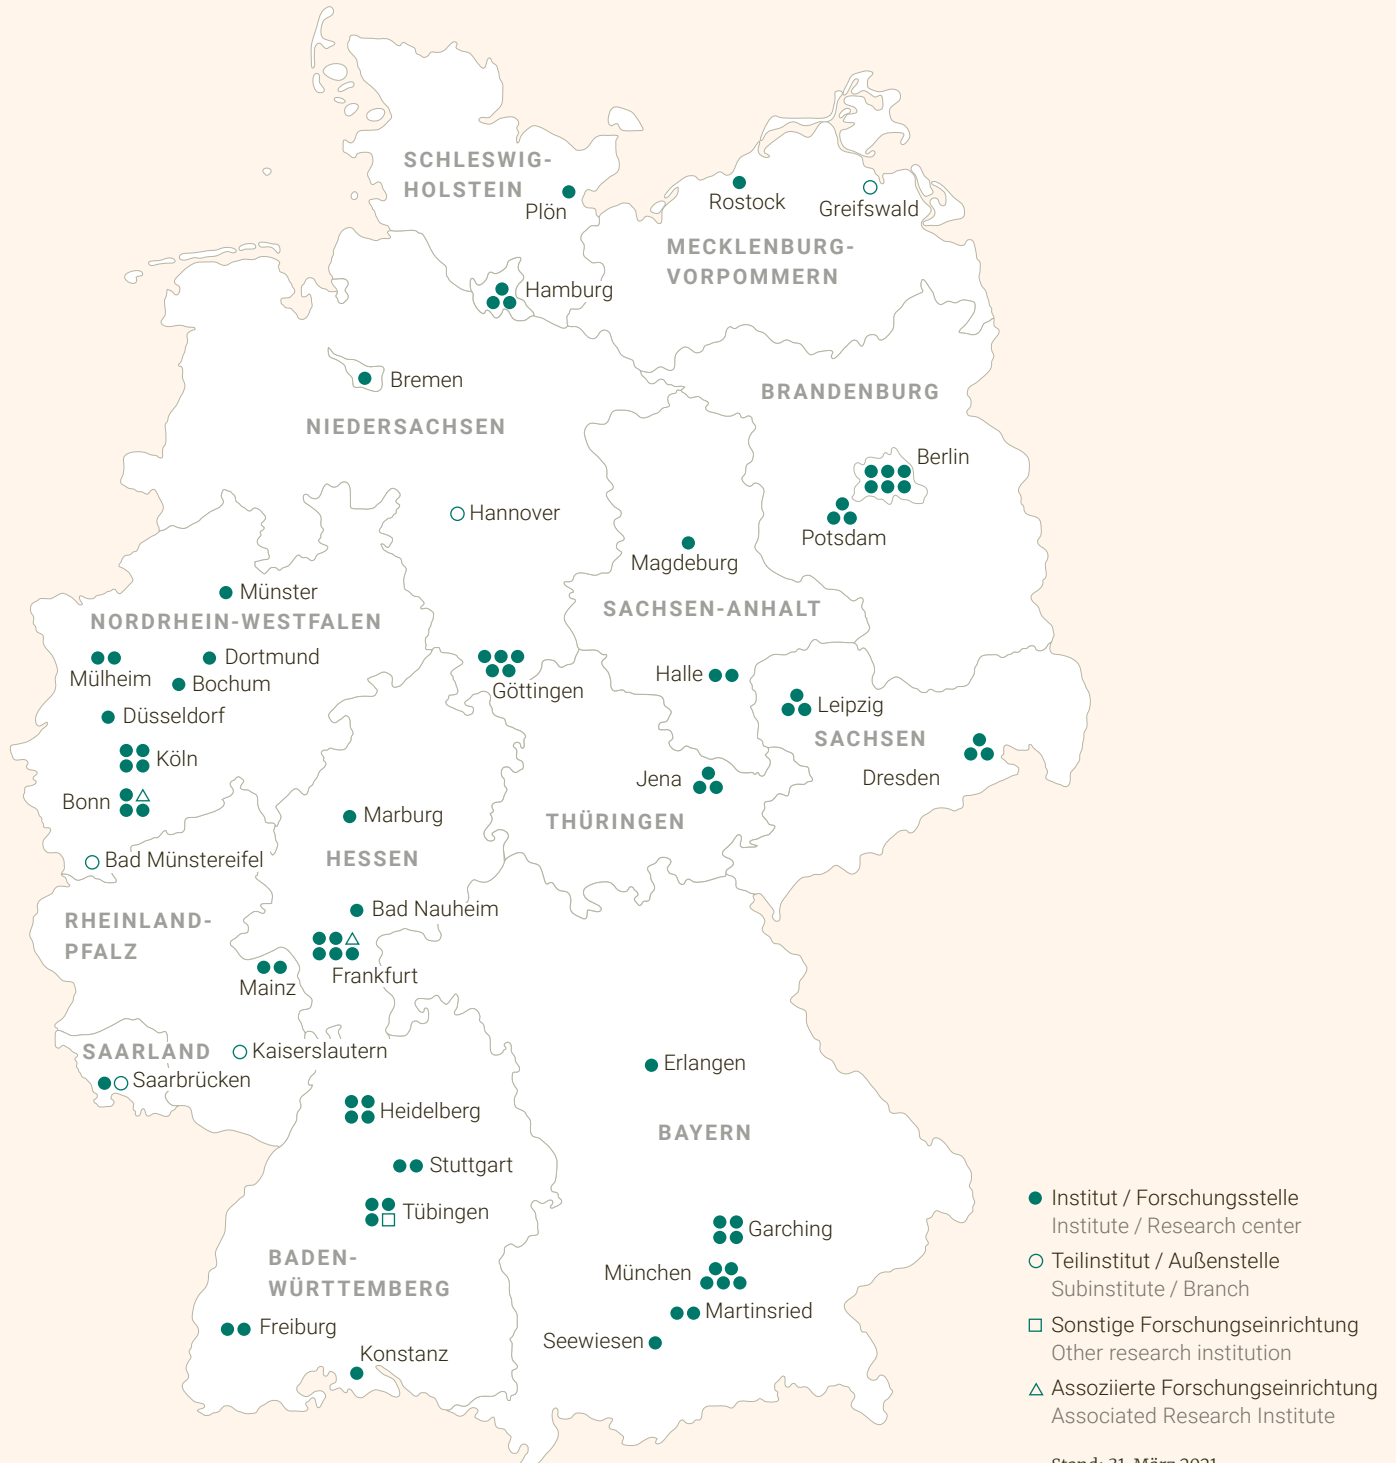 SCHLESWIG-
HOLSTEIN
Plön
Rostock
Greifswald
MECKLENBURG-
VORPOMMERN
Hamburg
Bremen
NIEDERSACHSEN
BRANDENBURG
Berlin
Hannover
Potsdam
Magdeburg
Münster
NORDRHEIN-WESTFALEN
SACHSEN-ANHALT
Dortmund
Mülheim
Bochum
Göttingen
Halle
Leipzig
Düsseldorf
SACHSEN
Köln
Jena
Dresden
Bonn
Marburg
THÜRINGEN
Bad Münstereifel
HESSEN
Bad Nauheim
RHEINLAND-
PFALZ
Frankfurt
Mainz
SAARLAND
Kaiserslautern
Saarbrücken
Erlangen
Heidelberg
BAYERN
Stuttgart
Tübingen
Garching
BADEN-
WÜRTTEMBERG
München
Martinsried
Freiburg
Seewiesen
Konstanz
Institut / Forschungsstelle
Institute / Research center
Teilinstitut / Außenstelle
Subinstitute / Branch
Sonstige Forschungseinrichtung
Other research institution
Assoziierte Forschungseinrichtung
Associated Research Institute
Stand: 31. März 2021